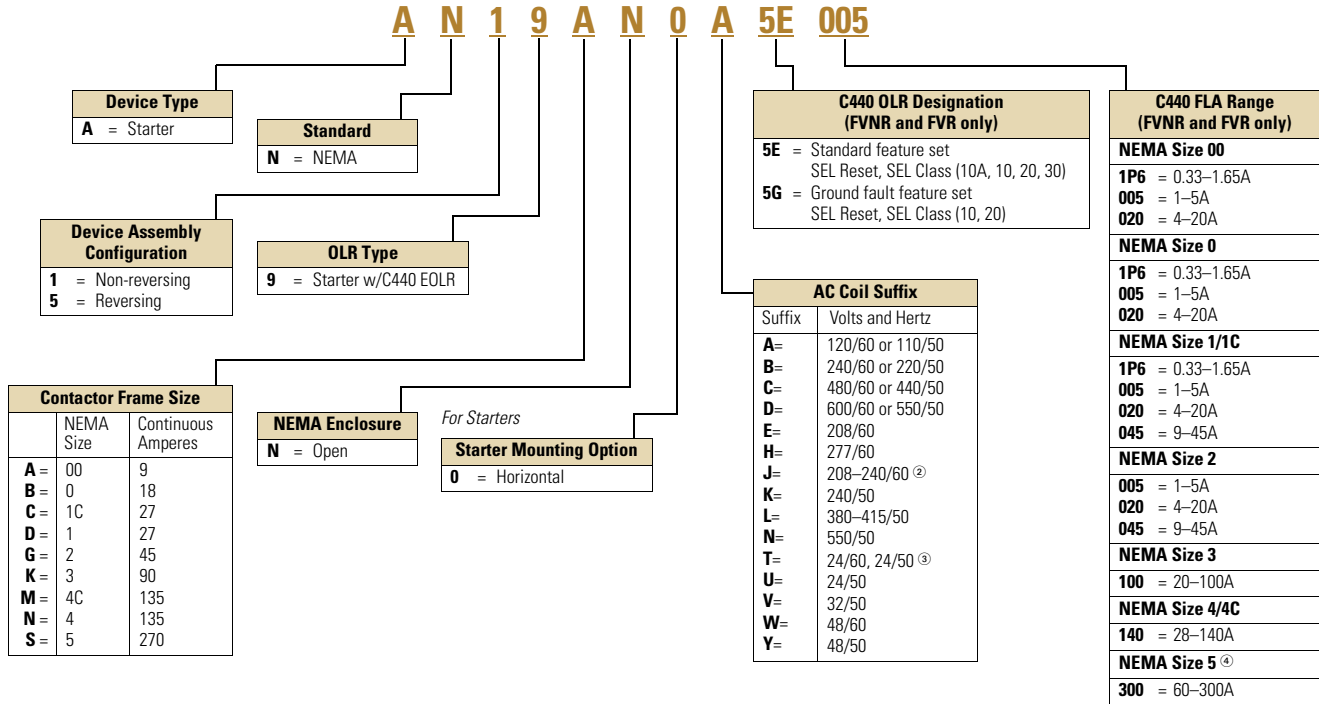 A N 1 9 A N 0 A 5E 005
Device Type
A = Starter
Standard
N = NEMA
Device Assembly
Configuration
1 = Non-reversing
5 = Reversing
OLR Type
9 = Starter w/C440 EOLR
Contactor Frame Size
NEMA Size Continuous Amperes
A = 00 9
B = 0 18
C = 1C 27
D = 1 27
G = 2 45
K = 3 90
M = 4C 135
N = 4 135
S = 5 270
NEMA Enclosure
N = Open
For Starters
Starter Mounting Option
0 = Horizontal
C440 OLR Designation
(FVNR and FVR only)
5E = Standard feature set
SEL Reset, SEL Class (10A, 10, 20, 30)
5G = Ground fault feature set
SEL Reset, SEL Class (10, 20)
AC Coil Suffix
Suffix Volts and Hertz
A= 120/60 or 110/50
B= 240/60 or 220/50
C= 480/60 or 440/50
D= 600/60 or 550/50
E= 208/60
H= 277/60
J= 208–240/60 ②
K= 240/50
L= 380–415/50
N= 550/50
T= 24/60, 24/50 ③
U= 24/50
V= 32/50
W= 48/60
Y= 48/50
C440 FLA Range
(FVNR and FVR only)
NEMA Size 00
1P6 = 0.33–1.65A
005 = 1–5A
020 = 4–20A
NEMA Size 0
1P6 = 0.33–1.65A
005 = 1–5A
020 = 4–20A
NEMA Size 1/1C
1P6 = 0.33–1.65A
005 = 1–5A
020 = 4–20A
045 = 9–45A
NEMA Size 2
005 = 1–5A
020 = 4–20A
045 = 9–45A
NEMA Size 3
100 = 20–100A
NEMA Size 4/4C
140 = 28–140A
NEMA Size 5 ④
300 = 60–300A